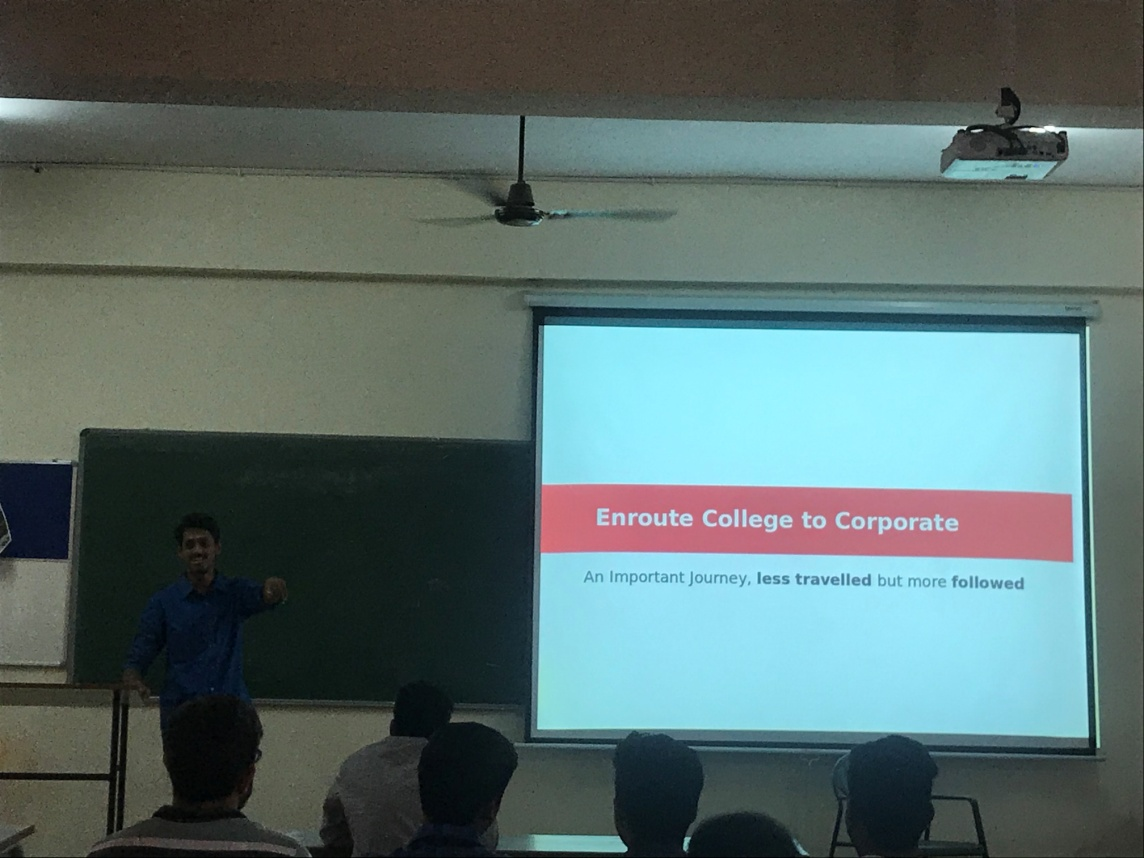 Enroute College to Corporate
An Important Journey, less travelled but more followed